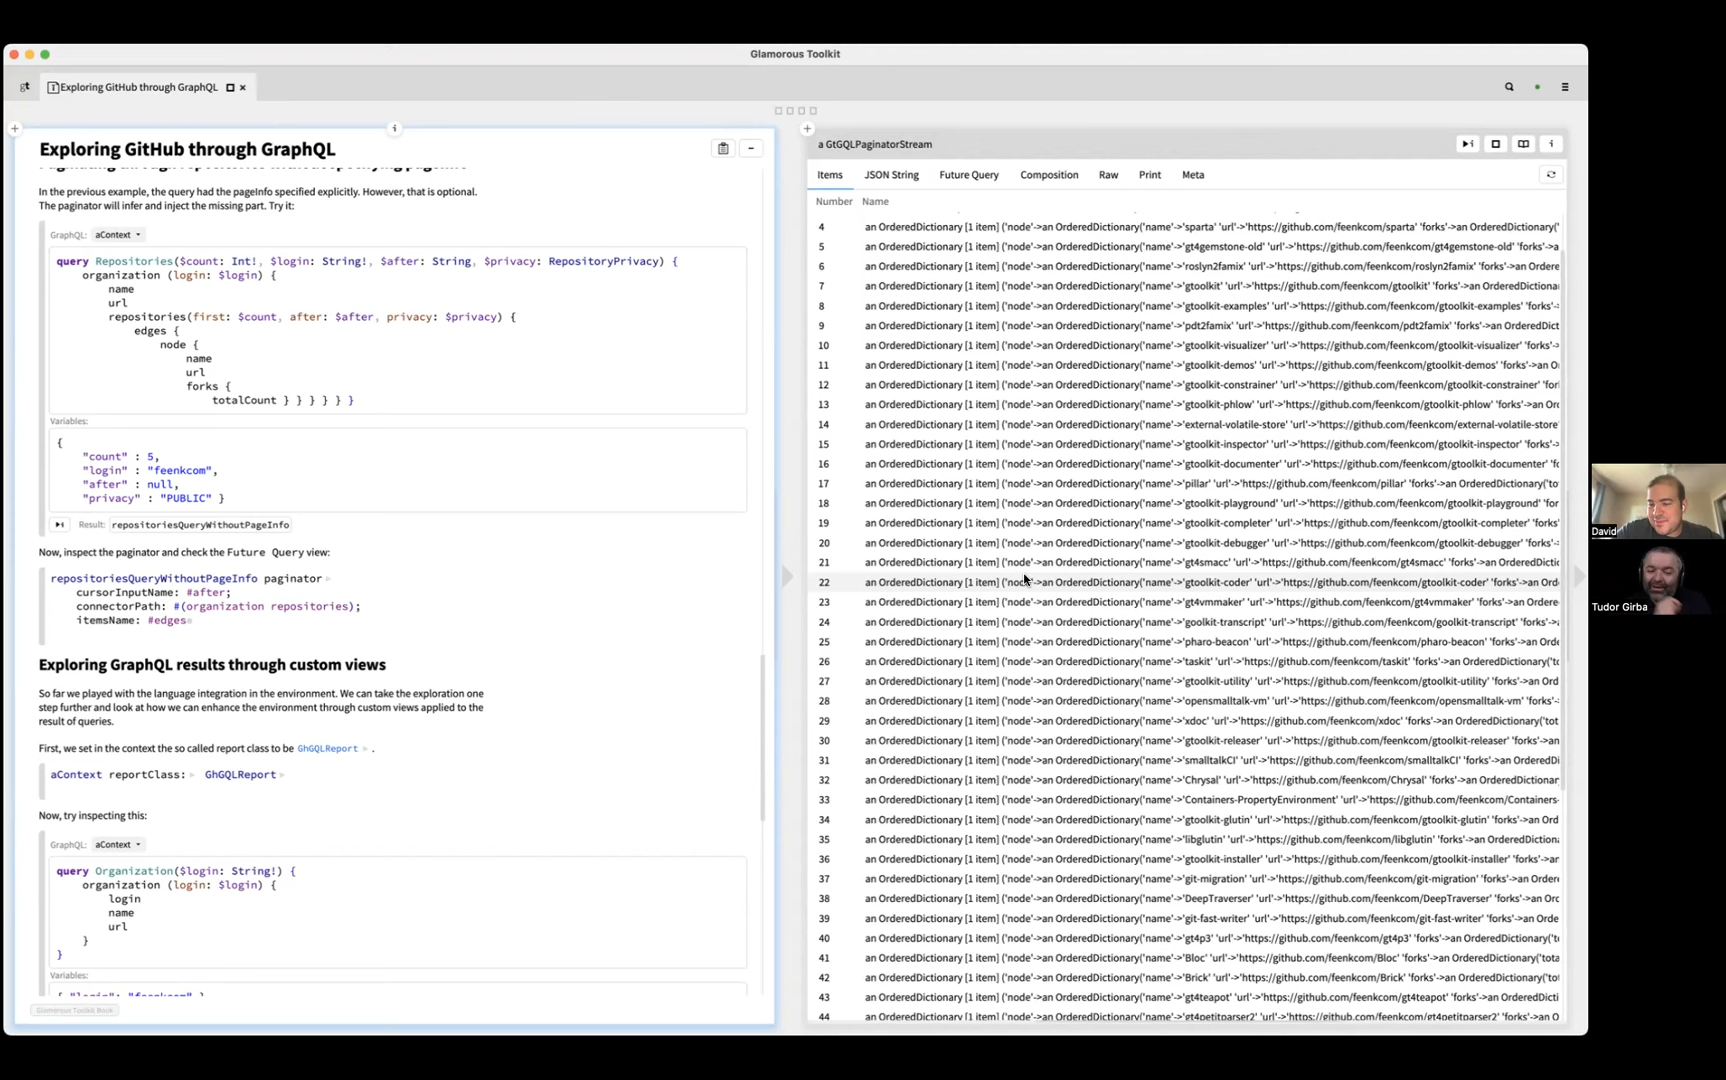 Glamorous Toolkit
gt
Exploring GitHub through GraphQL
Exploring GitHub through GraphQL
Paginating through repositories without specifying pageInfo
In the previous example, the query had the pageInfo specified explicitly. However, that is optional.
The paginator will infer and inject the missing part. Try it:
GraphQL: aContext
query Repositories($count: Int!, $login: String!, $after: String, $privacy: RepositoryPrivacy) {
organization (login: $login) {
name
url
repositories(first: $count, after: $after, privacy: $privacy) {
edges {
node {
name
url
forks {
totalCount } } } } } }
Variables:
{
"count" : 5,
"login" : "feenkcom",
"after" : null,
"privacy" : "PUBLIC" }
Result: repositoriesQueryWithoutPageInfo
Now, inspect the paginator and check the Future Query view:
repositoriesQueryWithoutPageInfo paginator
cursorInputName: #after;
connectorPath: #(organization repositories);
itemsName: #edges
Exploring GraphQL results through custom views
So far we played with the language integration in the environment. We can take the exploration one
step further and look at how we can enhance the environment through custom views applied to the
result of queries.
First, we set in the context the so called report class to be GhGQLReport .
aContext reportClass: GhGQLReport
Now, try inspecting this:
GraphQL: aContext
query Organization($login: String!) {
organization (login: $login) {
login
name
url
}
}
Variables:
{ "login": "feenkcom" }
Glamorous Toolkit Book
a GtGQLPaginatorStream
Items JSON String Future Query Composition Raw Print Meta
Number Name
4 an OrderedDictionary [1 item] ('node'->an OrderedDictionary('name'->'sparta' 'url'->'https://github.com/feenkcom/sparta' 'forks'->an OrderedDictionary('
5 an OrderedDictionary [1 item] ('node'->an OrderedDictionary('name'->'gt4gemstone-old' 'url'->'https://github.com/feenkcom/gt4gemstone-old' 'forks'->a
6 an OrderedDictionary [1 item] ('node'->an OrderedDictionary('name'->'roslyn2famix' 'url'->'https://github.com/feenkcom/roslyn2famix' 'forks'->an Ordere
7 an OrderedDictionary [1 item] ('node'->an OrderedDictionary('name'->'gtoolkit' 'url'->'https://github.com/feenkcom/gtoolkit' 'forks'->an OrderedDictiona
8 an OrderedDictionary [1 item] ('node'->an OrderedDictionary('name'->'gtoolkit-examples' 'url'->'https://github.com/feenkcom/gtoolkit-examples' 'forks'->
9 an OrderedDictionary [1 item] ('node'->an OrderedDictionary('name'->'pdt2famix' 'url'->'https://github.com/feenkcom/pdt2famix' 'forks'->an OrderedDict
10 an OrderedDictionary [1 item] ('node'->an OrderedDictionary('name'->'gtoolkit-visualizer' 'url'->'https://github.com/feenkcom/gtoolkit-visualizer' 'forks'-
11 an OrderedDictionary [1 item] ('node'->an OrderedDictionary('name'->'gtoolkit-demos' 'url'->'https://github.com/feenkcom/gtoolkit-demos' 'forks'->an
12 an OrderedDictionary [1 item] ('node'->an OrderedDictionary('name'->'gtoolkit-constrainer' 'url'->'https://github.com/feenkcom/gtoolkit-constrainer' 'for
13 an OrderedDictionary [1 item] ('node'->an OrderedDictionary('name'->'gtoolkit-phlow' 'url'->'https://github.com/feenkcom/gtoolkit-phlow' 'forks'->an Or
14 an OrderedDictionary [1 item] ('node'->an OrderedDictionary('name'->'external-volatile-store' 'url'->'https://github.com/feenkcom/external-volatile-store'
15 an OrderedDictionary [1 item] ('node'->an OrderedDictionary('name'->'gtoolkit-inspector' 'url'->'https://github.com/feenkcom/gtoolkit-inspector' 'forks'->
16 an OrderedDictionary [1 item] ('node'->an OrderedDictionary('name'->'gtoolkit-documenter' 'url'->'https://github.com/feenkcom/gtoolkit-documenter' 'fo
17 an OrderedDictionary [1 item] ('node'->an OrderedDictionary('name'->'pillar' 'url'->'https://github.com/feenkcom/pillar' 'forks'->an OrderedDictionary('to
18 an OrderedDictionary [1 item] ('node'->an OrderedDictionary('name'->'gtoolkit-playground' 'url'->'https://github.com/feenkcom/gtoolkit-playground' 'for
19 an OrderedDictionary [1 item] ('node'->an OrderedDictionary('name'->'gtoolkit-completer' 'url'->'https://github.com/feenkcom/gtoolkit-completer' 'forks'
20 an OrderedDictionary [1 item] ('node'->an OrderedDictionary('name'->'gtoolkit-debugger' 'url'->'https://github.com/feenkcom/gtoolkit-debugger' 'forks'->
21 an OrderedDictionary [1 item] ('node'->an OrderedDictionary('name'->'gt4smacc' 'url'->'https://github.com/feenkcom/gt4smacc' 'forks'->an OrderedDictic
22 an OrderedDictionary [1 item] ('node'->an OrderedDictionary('name'->'gtoolkit-coder' 'url'->'https://github.com/feenkcom/gtoolkit-coder' 'forks'->an Ord
23 an OrderedDictionary [1 item] ('node'->an OrderedDictionary('name'->'gt4vmmaker' 'url'->'https://github.com/feenkcom/gt4vmmaker' 'forks'->an Ordere
24 an OrderedDictionary [1 item] ('node'->an OrderedDictionary('name'->'goolkit-transcript' 'url'->'https://github.com/feenkcom/goolkit-transcript' 'forks'->
25 an OrderedDictionary [1 item] ('node'->an OrderedDictionary('name'->'pharo-beacon' 'url'->'https://github.com/feenkcom/pharo-beacon' 'forks'->an Orde
26 an OrderedDictionary [1 item] ('node'->an OrderedDictionary('name'->'taskit' 'url'->'https://github.com/feenkcom/taskit' 'forks'->an OrderedDictionary('tc
27 an OrderedDictionary [1 item] ('node'->an OrderedDictionary('name'->'gtoolkit-utility' 'url'->'https://github.com/feenkcom/gtoolkit-utility' 'forks'->an Ord
28 an OrderedDictionary [1 item] ('node'->an OrderedDictionary('name'->'opensmalltalk-vm' 'url'->'https://github.com/feenkcom/opensmalltalk-vm' 'forks'-
29 an OrderedDictionary [1 item] ('node'->an OrderedDictionary('name'->'xdoc' 'url'->'https://github.com/feenkcom/xdoc' 'forks'->an OrderedDictionary('tot
30 an OrderedDictionary [1 item] ('node'->an OrderedDictionary('name'->'gtoolkit-releaser' 'url'->'https://github.com/feenkcom/gtoolkit-releaser' 'forks'->an
31 an OrderedDictionary [1 item] ('node'->an OrderedDictionary('name'->'smalltalkCI' 'url'->'https://github.com/feenkcom/smalltalkCI' 'forks'->an OrderedDi
32 an OrderedDictionary [1 item] ('node'->an OrderedDictionary('name'->'Chrysal' 'url'->'https://github.com/feenkcom/Chrysal' 'forks'->an OrderedDictionary
33 an OrderedDictionary [1 item] ('node'->an OrderedDictionary('name'->'Containers-PropertyEnvironment' 'url'->'https://github.com/feenkcom/Containers-
34 an OrderedDictionary [1 item] ('node'->an OrderedDictionary('name'->'gtoolkit-glutin' 'url'->'https://github.com/feenkcom/gtoolkit-glutin' 'forks'->an Ord
35 an OrderedDictionary [1 item] ('node'->an OrderedDictionary('name'->'libglutin' 'url'->'https://github.com/feenkcom/libglutin' 'forks'->an OrderedDictiona
36 an OrderedDictionary [1 item] ('node'->an OrderedDictionary('name'->'gtoolkit-installer' 'url'->'https://github.com/feenkcom/gtoolkit-installer' 'forks'->an
37 an OrderedDictionary [1 item] ('node'->an OrderedDictionary('name'->'git-migration' 'url'->'https://github.com/feenkcom/git-migration' 'forks'->an Ordere
38 an OrderedDictionary [1 item] ('node'->an OrderedDictionary('name'->'DeepTraverser' 'url'->'https://github.com/feenkcom/DeepTraverser' 'forks'->an Ord
39 an OrderedDictionary [1 item] ('node'->an OrderedDictionary('name'->'git-fast-writer' 'url'->'https://github.com/feenkcom/git-fast-writer' 'forks'->an Orde
40 an OrderedDictionary [1 item] ('node'->an OrderedDictionary('name'->'gt4p3' 'url'->'https://github.com/feenkcom/gt4p3' 'forks'->an OrderedDictionary('te
41 an OrderedDictionary [1 item] ('node'->an OrderedDictionary('name'->'Bloc' 'url'->'https://github.com/feenkcom/Bloc' 'forks'->an OrderedDictionary('tota
42 an OrderedDictionary [1 item] ('node'->an OrderedDictionary('name'->'Brick' 'url'->'https://github.com/feenkcom/Brick' 'forks'->an OrderedDictionary('tot
43 an OrderedDictionary [1 item] ('node'->an OrderedDictionary('name'->'gt4teapot' 'url'->'https://github.com/feenkcom/gt4teapot' 'forks'->an OrderedDicti
44 an OrderedDictionary [1 item] ('node'->an OrderedDictionary('name'->'gt4petitparser2' 'url'->'https://github.com/feenkcom/gt4petitparser2' 'forks'->an O
David
Tudor Girba